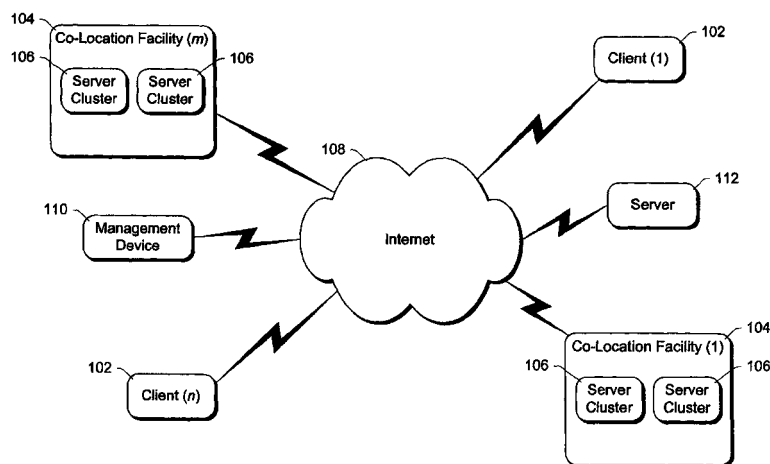 104
Co-Location Facility (m)
106
106
Server
Cluster
Server
Cluster
102
Client (1)
108
112
Server
110
Management
Device
Internet
104
Co-Location Facility (1)
106
106
Server
Cluster
Server
Cluster
102
Client (n)